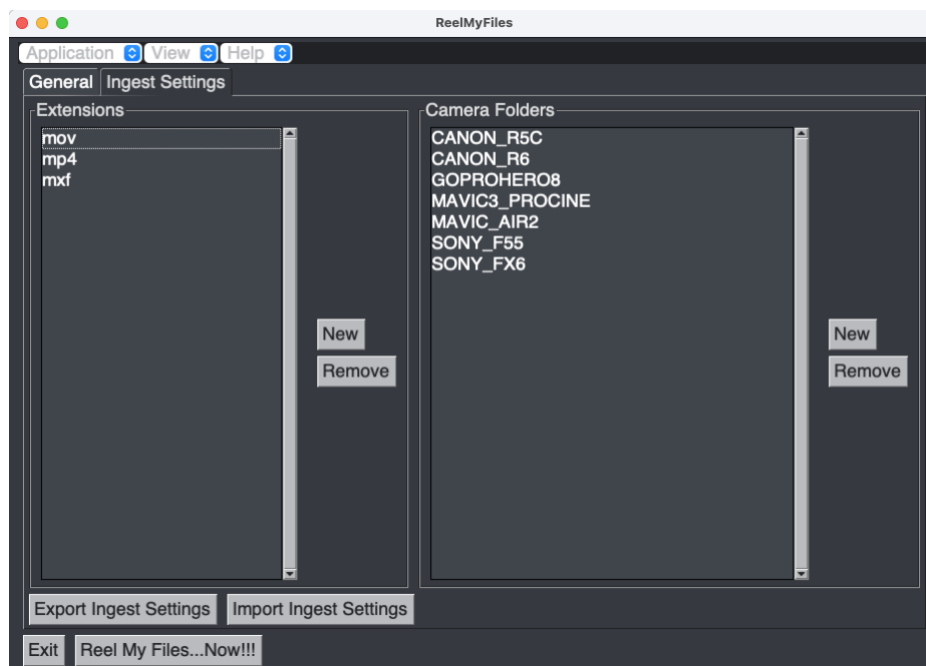 ReelMyFiles
Application View Help
General Ingest Settings
Extensions
mov
mp4
mxf
New
Remove
Camera Folders
CANON_R5C
CANON_R6
GOPROHERO8
MAVIC3_PROCINE
MAVIC_AIR2
SONY_F55
SONY_FX6
New
Remove
Export Ingest Settings Import Ingest Settings
Exit Reel My Files...Now!!!